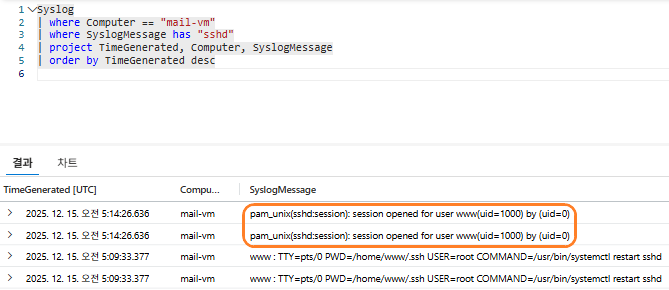 1 Syslog
2 | where Computer == "mail-vm"
3 | where SyslogMessage has "sshd"
4 | project TimeGenerated, Computer, SyslogMessage
5 | order by TimeGenerated desc
6
결과 차트
TimeGenerated [UTC] Compu... SyslogMessage
2025. 12. 15. 오전 5:14:26.636 mail-vm pam_unix(sshd:session): session opened for user www(uid=1000) by (uid=0)
2025. 12. 15. 오전 5:14:26.636 mail-vm pam_unix(sshd:session): session opened for user www(uid=1000) by (uid=0)
2025. 12. 15. 오전 5:09:33.377 mail-vm www : TTY=pts/0 PWD=/home/www/.ssh USER=root COMMAND=/usr/bin/systemctl restart sshd
2025. 12. 15. 오전 5:09:33.377 mail-vm www : TTY=pts/0 PWD=/home/www/.ssh USER=root COMMAND=/usr/bin/systemctl restart sshd